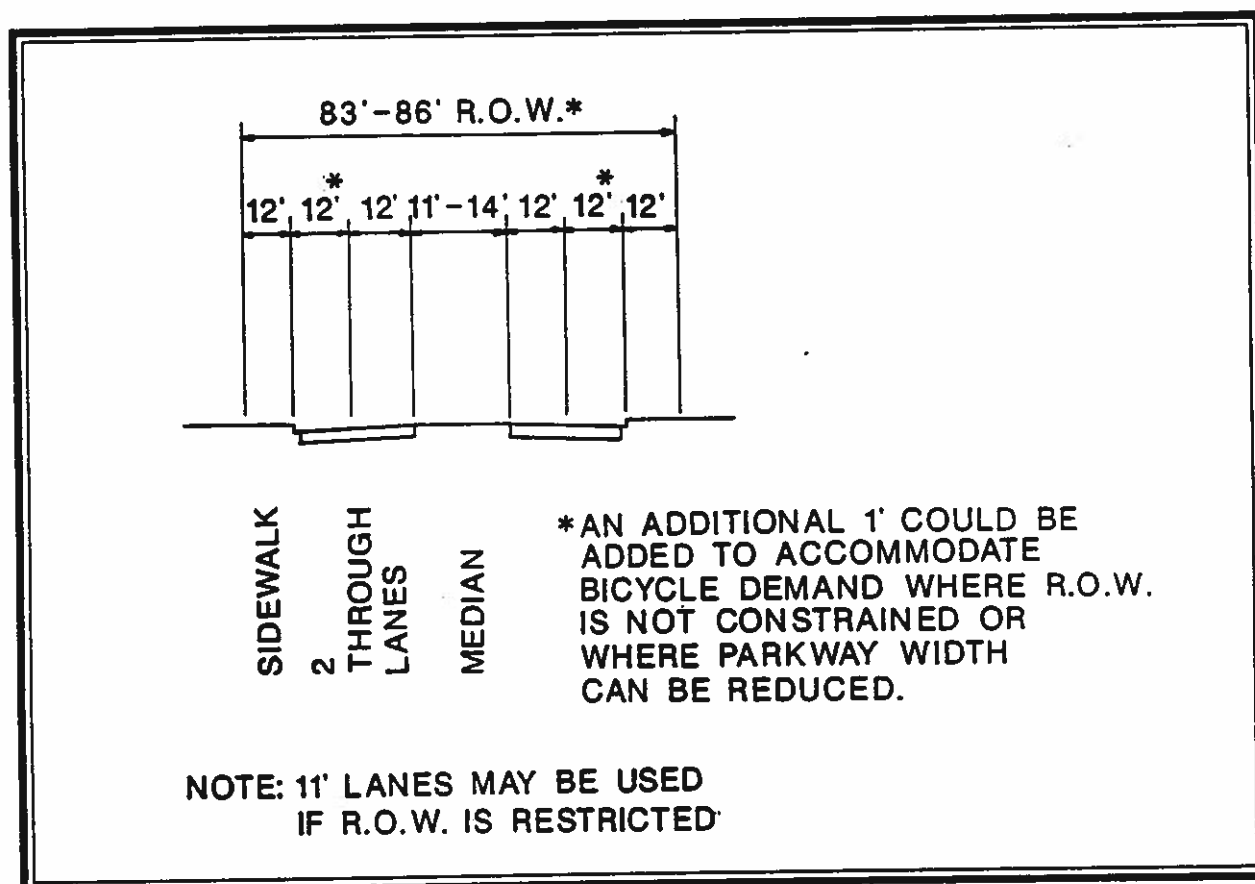 83'-86' R.O.W.*
* *
12' 12' 12' 11'-14' 12' 12' 12'
SIDEWALK
2 THROUGH LANES
MEDIAN
*AN ADDITIONAL 1' COULD BE
ADDED TO ACCOMMODATE
BICYCLE DEMAND WHERE R.O.W.
IS NOT CONSTRAINED OR
WHERE PARKWAY WIDTH
CAN BE REDUCED.
NOTE: 11' LANES MAY BE USED
IF R.O.W. IS RESTRICTED